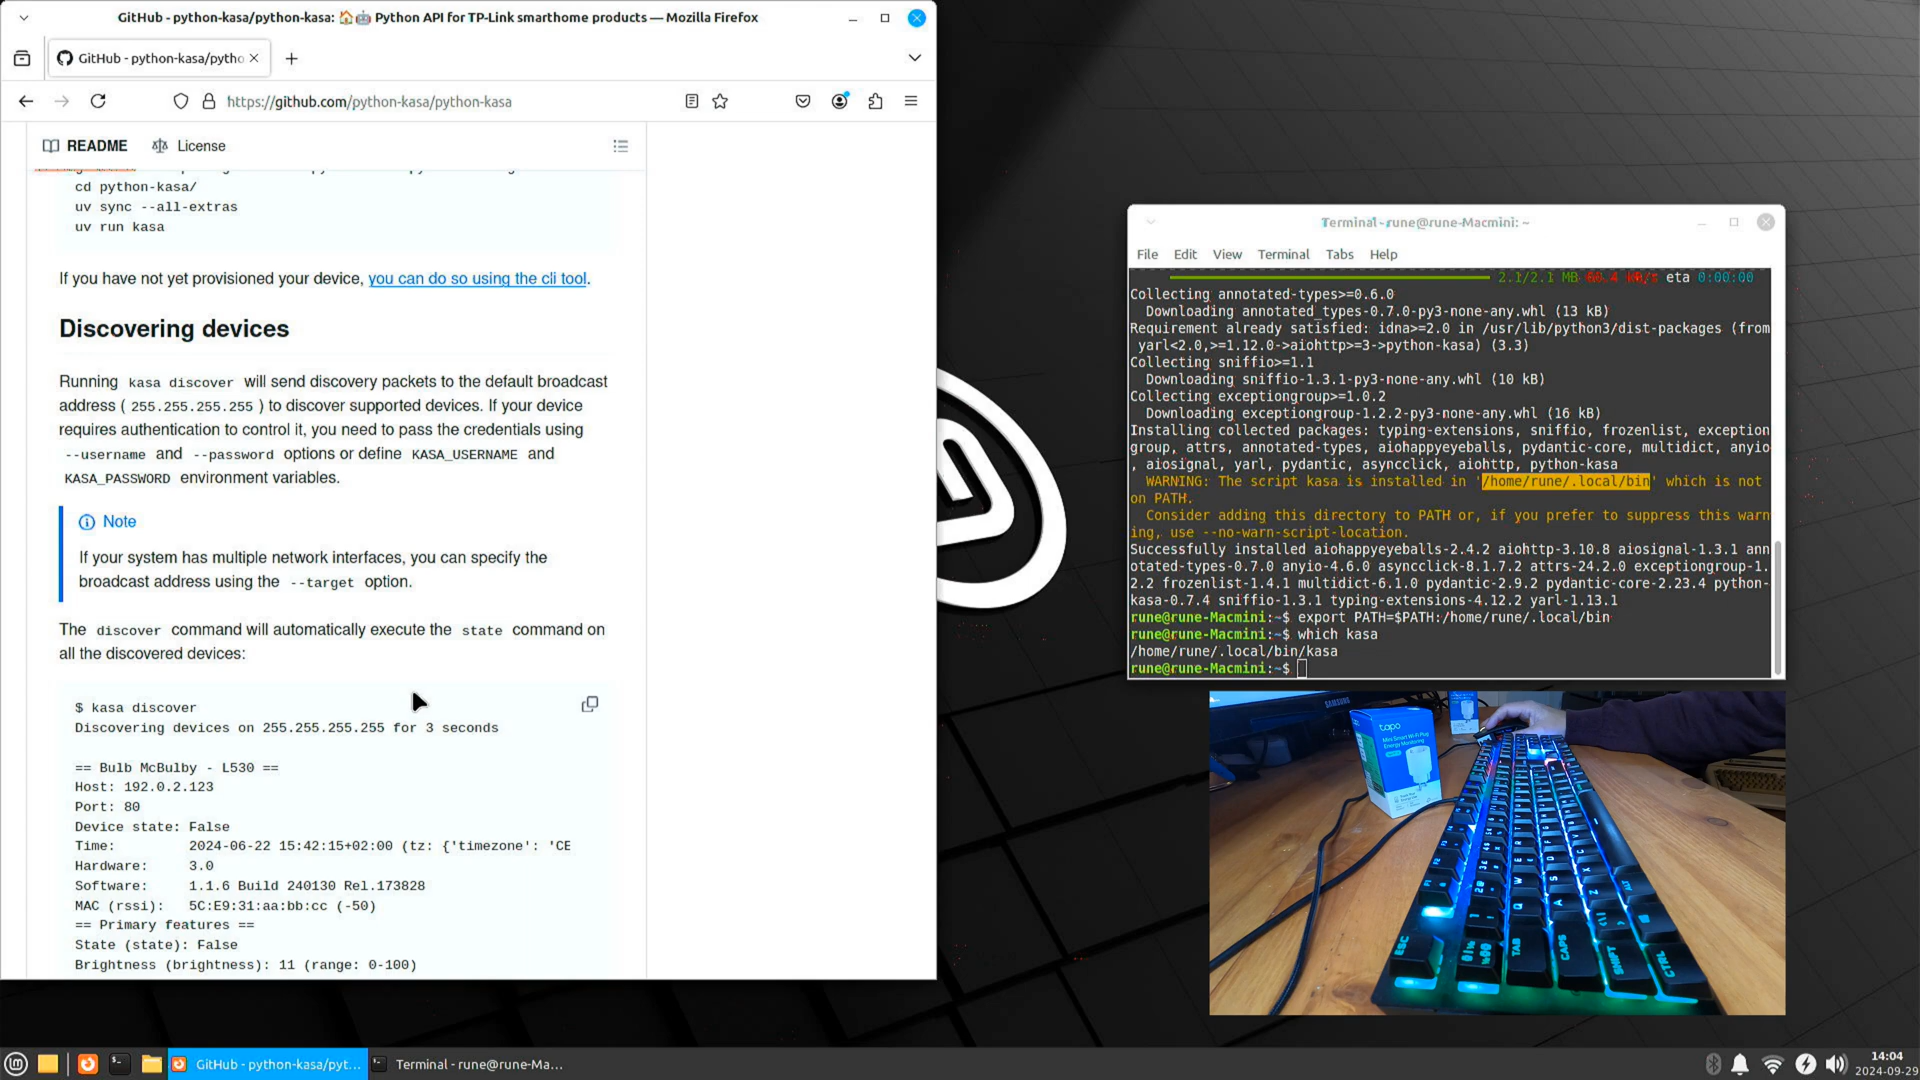 GitHub - python-kasa/python-kasa: 🏠🤖 Python API for TP-Link smarthome products — Mozilla Firefox
GitHub - python-kasa/pytho
https://github.com/python-kasa/python-kasa
README
License
cd python-kasa/
uv sync --all-extras
uv run kasa
If you have not yet provisioned your device, you can do so using the cli tool.
Discovering devices
Running kasa discover will send discovery packets to the default broadcast
address ( 255.255.255.255 ) to discover supported devices. If your device
requires authentication to control it, you need to pass the credentials using
--username and --password options or define KASA_USERNAME and
KASA_PASSWORD environment variables.
Note
If your system has multiple network interfaces, you can specify the
broadcast address using the --target option.
The discover command will automatically execute the state command on
all the discovered devices:
$ kasa discover
Discovering devices on 255.255.255.255 for 3 seconds
== Bulb McBulby - L530 ==
Host: 192.0.2.123
Port: 80
Device state: False
Time: 2024-06-22 15:42:15+02:00 (tz: {'timezone': 'CE
Hardware: 3.0
Software: 1.1.6 Build 240130 Rel.173828
MAC (rssi): 5C:E9:31:aa:bb:cc (-50)
== Primary features ==
State (state): False
Brightness (brightness): 11 (range: 0-100)
Terminal - rune@rune-Macmini: ~
File Edit View Terminal Tabs Help
2.1/2.1 MB eta 0:00:00
Collecting annotated-types>=0.6.0
Downloading annotated_types-0.7.0-py3-none-any.whl (13 kB)
Requirement already satisfied: idna>=2.0 in /usr/lib/python3/dist-packages (from
yarl<2.0,>=1.12.0->aiohttp>=3->python-kasa) (3.3)
Collecting sniffio>=1.1
Downloading sniffio-1.3.1-py3-none-any.whl (10 kB)
Collecting exceptiongroup>=1.0.2
Downloading exceptiongroup-1.2.2-py3-none-any.whl (16 kB)
Installing collected packages: typing-extensions, sniffio, frozenlist, exception
group, attrs, annotated-types, aiohappyeyeballs, pydantic-core, multidict, anyio
, aiosignal, yarl, pydantic, asyncclick, aiohttp, python-kasa
WARNING: The script kasa is installed in '/home/rune/.local/bin' which is not
on PATH.
Consider adding this directory to PATH or, if you prefer to suppress this warn
ing, use --no-warn-script-location.
Successfully installed aiohappyeyeballs-2.4.2 aiohttp-3.10.8 aiosignal-1.3.1 ann
otated-types-0.7.0 anyio-4.6.0 asyncclick-8.1.7.2 attrs-24.2.0 exceptiongroup-1.
2.2 frozenlist-1.4.1 multidict-6.1.0 pydantic-2.9.2 pydantic-core-2.23.4 python-
kasa-0.7.4 sniffio-1.3.1 typing-extensions-4.12.2 yarl-1.13.1
rune@rune-Macmini:~$ export PATH=$PATH:/home/rune/.local/bin
rune@rune-Macmini:~$ which kasa
/home/rune/.local/bin/kasa
rune@rune-Macmini:~$
SAMSUNG
tapo
Mini Smart Wi-Fi Plug
Energy Monitoring
ESC
TAB
CAPS
SHIFT
CTRL
ALT
Q
W
A
S
Z
GitHub - python-kasa/pyt...
Terminal - rune@rune-Ma...
14:04
2024-09-29